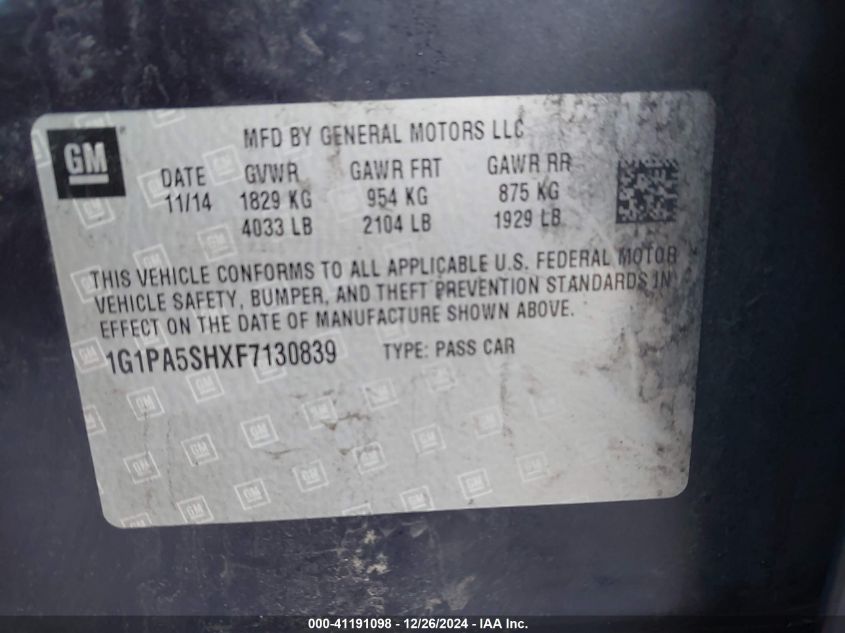 GM
MFD BY GENERAL MOTORS LLC
DATE GVWR GAWR FRT GAWR RR
11/14 1829 KG 954 KG 875 KG
4033 LB 2104 LB 1929 LB
THIS VEHICLE CONFORMS TO ALL APPLICABLE U.S. FEDERAL MOTOR
VEHICLE SAFETY, BUMPER, AND THEFT PREVENTION STANDARDS IN
EFFECT ON THE DATE OF MANUFACTURE SHOWN ABOVE.
1G1PA5SHXF7130839 TYPE: PASS CAR
000-41191098 - 12/26/2024 - IAA Inc.